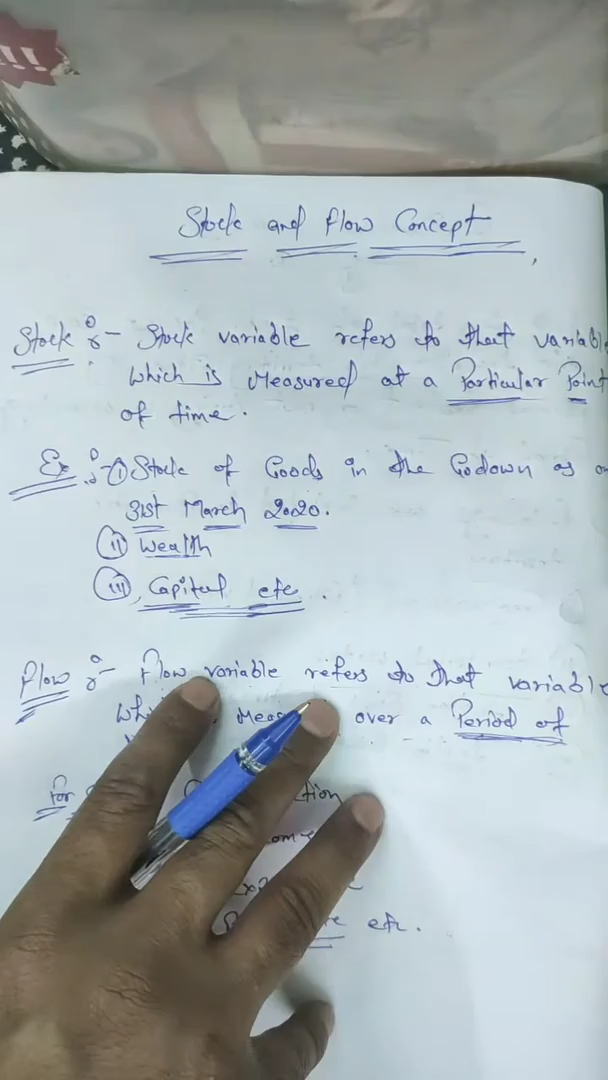 !!!
Stock and Flow Concept
Stock :- Stock variable refers to that variable
which is measured at a Particular Point
of time.
Ex :- (i) Stock of Goods in the Godown as on
31st March 2020.
(ii) Wealth
(iii) Capital etc.
Flow :- Flow variable refers to that variable
over a Period of
For
etc.